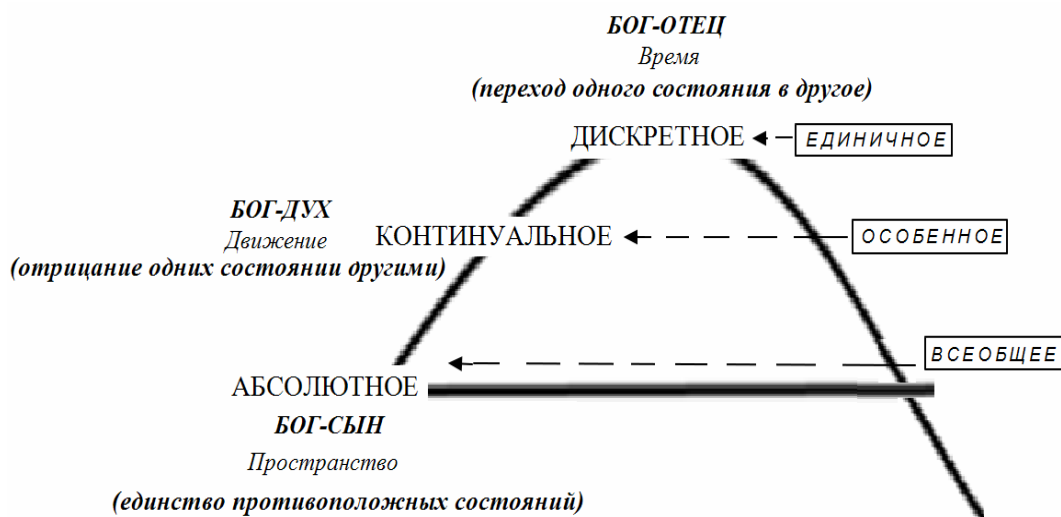 БОГ-ОТЕЦ
Время
(переход одного состояния в другое)
ДИСКРЕТНОЕ
ЕДИНИЧНОЕ
БОГ-ДУХ
Движение
КОНТИНУАЛЬНОЕ
ОСОБЕННОЕ
(отрицание одних состоянии другими)
ВСЕОБЩЕЕ
АБСОЛЮТНОЕ
БОГ-СЫН
Пространство
(единство противоположных состояний)